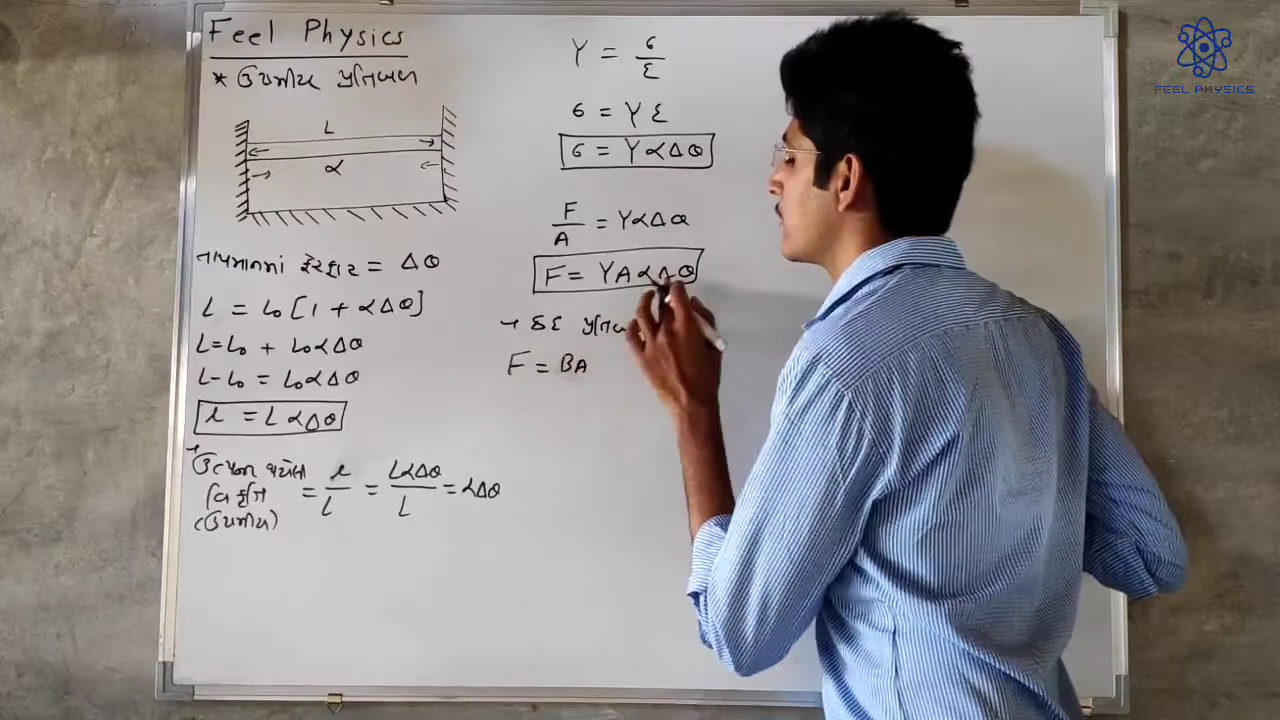 Feel Physics
* ઉષ્મીય પ્રતિબળ
L
α
તાપમાનમાં ફેરફાર = Δθ
L = L₀ [1 + αΔθ]
L = L₀ + L₀αΔθ
L - L₀ = L₀αΔθ
l = LαΔθ
ઉત્પન્ન થયેલ
વિકૃતિ = l/L = LαΔθ/L = αΔθ
(ઉષ્મીય)
Y = σ/ε
σ = Yε
σ = YαΔθ
F/A = YαΔθ
F = YAαΔθ
→ કદ
F = BA
FEEL PHYSICS